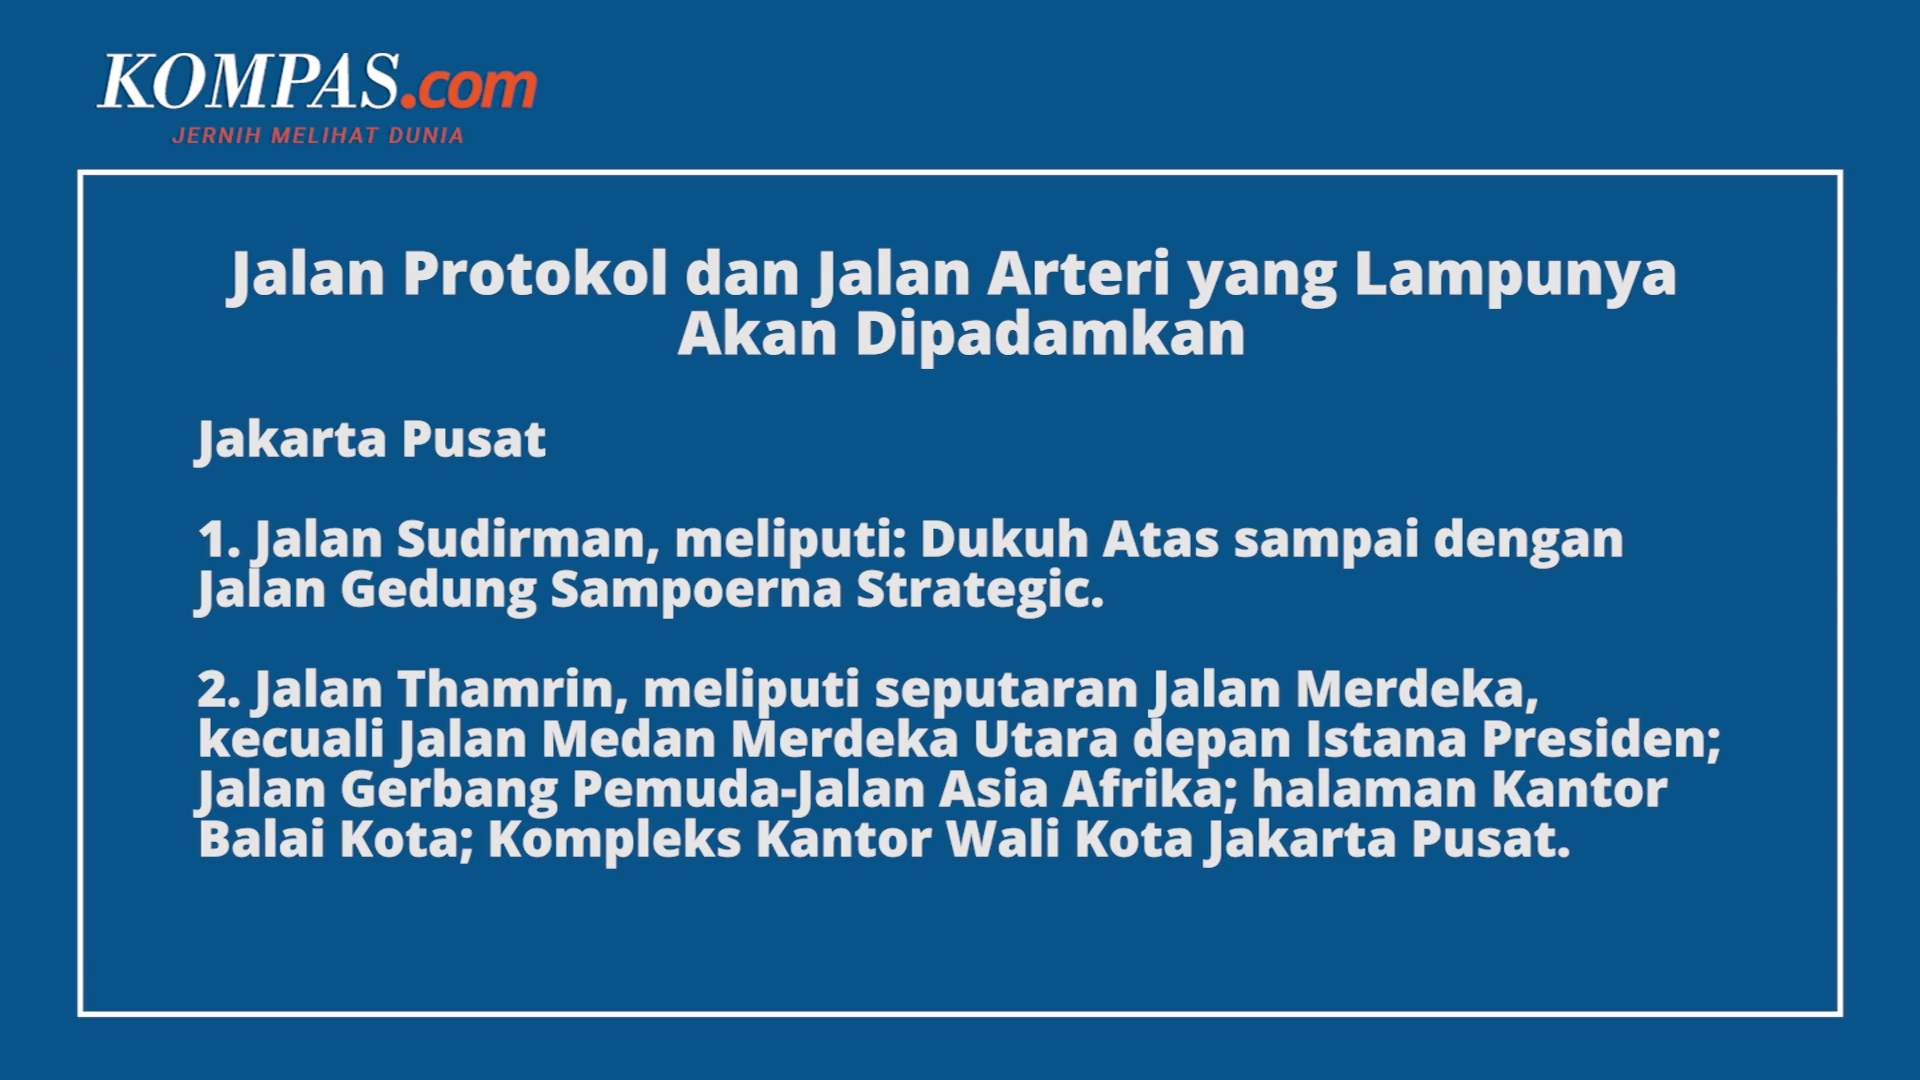 KOMPAS.com
JERNIH MELIHAT DUNIA
Jalan Protokol dan Jalan Arteri yang Lampunya
Akan Dipadamkan
Jakarta Pusat
1. Jalan Sudirman, meliputi: Dukuh Atas sampai dengan
Jalan Gedung Sampoerna Strategic.
2. Jalan Thamrin, meliputi seputaran Jalan Merdeka,
kecuali Jalan Medan Merdeka Utara depan Istana Presiden;
Jalan Gerbang Pemuda-Jalan Asia Afrika; halaman Kantor
Balai Kota; Kompleks Kantor Wali Kota Jakarta Pusat.